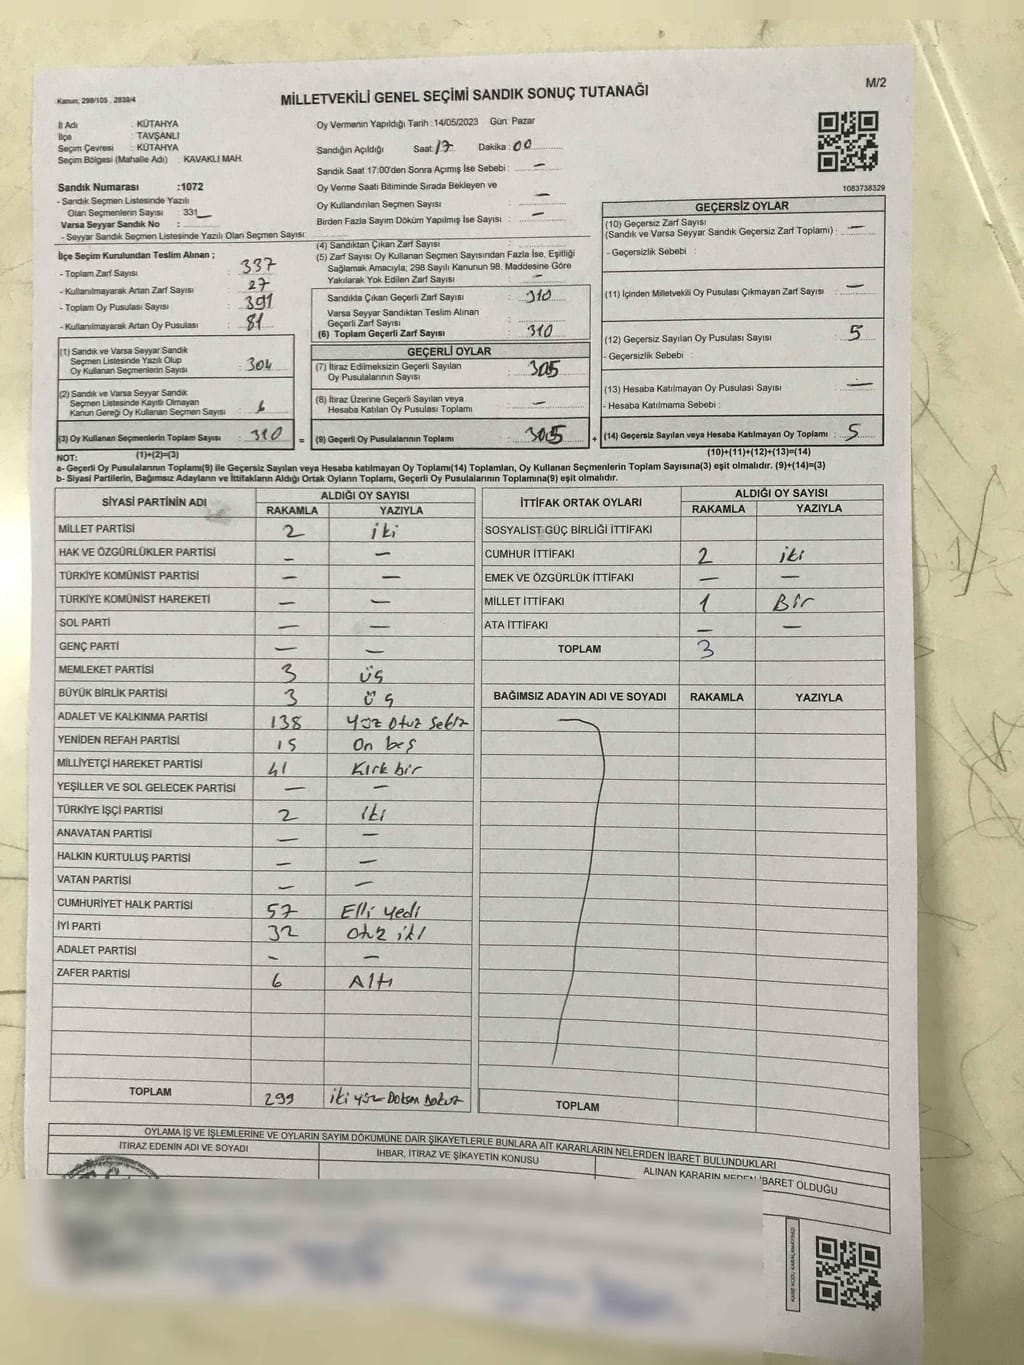 M/2
Kanun, 298/105 , 2839/4
MİLLETVEKİLİ GENEL SEÇİMİ SANDIK SONUÇ TUTANAĞI
İl Adı : KÜTAHYA
İlçe : TAVŞANLI
Seçim Çevresi : KÜTAHYA
Seçim Bölgesi (Mahalle Adı) : KAVAKLI MAH.
Sandık Numarası :1072
- Sandık Seçmen Listesinde Yazılı
Olan Seçmenlerin Sayısı : 331
Varsa Seyyar Sandık No :
- Seyyar Sandık Seçmen Listesinde Yazılı Olan Seçmen Sayısı:
İlçe Seçim Kurulundan Teslim Alınan ;
- Toplam Zarf Sayısı : 337
- Kullanılmayarak Artan Zarf Sayısı : 27
- Toplam Oy Pusulası Sayısı : 391
- Kullanılmayarak Artan Oy Pusulası : 81
(1) Sandık ve Varsa Seyyar Sandık
Seçmen Listesinde Yazılı Olup
Oy Kullanan Seçmenlerin Sayısı : 304
(2) Sandık ve Varsa Seyyar Sandık
Seçmen Listesinde Kayıtlı Olmayan
Kanun Gereği Oy Kullanan Seçmen Sayısı : 6
(3) Oy Kullanan Seçmenlerin Toplam Sayısı : 310 =
Oy Vermenin Yapıldığı Tarih : 14/05/2023 Gün: Pazar
Sandığın Açıldığı Saat: 17 Dakika : 00
Sandık Saat 17:00'den Sonra Açımış İse Sebebi : —
Oy Verme Saati Bitiminde Sırada Bekleyen ve
Oy Kullandırılan Seçmen Sayısı : —
Birden Fazla Sayım Döküm Yapılmış İse Sayısı : —
(4) Sandıktan Çıkan Zarf Sayısı :
(5) Zarf Sayısı Oy Kullanan Seçmen Sayısından Fazla İse, Eşitliği
Sağlamak Amacıyla, 298 Sayılı Kanunun 98. Maddesine Göre
Yakılarak Yok Edilen Zarf Sayısı : —
Sandıkta Çıkan Geçerli Zarf Sayısı : 310
Varsa Seyyar Sandıktan Teslim Alınan
Geçerli Zarf Sayısı :
(6) Toplam Geçerli Zarf Sayısı : 310
GEÇERLİ OYLAR
(7) İtiraz Edilmeksizin Geçerli Sayılan
Oy Pusulalarının Sayısı : 305
(8) İtiraz Üzerine Geçerli Sayılan veya
Hesaba Katılan Oy Pusulası Toplamı : —
(9) Geçerli Oy Pusulalarının Toplamı : 305 +
1083738329
GEÇERSİZ OYLAR
(10) Geçersiz Zarf Sayısı
(Sandık ve Varsa Seyyar Sandık Geçersiz Zarf Toplamı) : —
- Geçersizlik Sebebi :
(11) İçinden Milletvekili Oy Pusulası Çıkmayan Zarf Sayısı : —
(12) Geçersiz Sayılan Oy Pusulası Sayısı : 5
- Geçersizlik Sebebi :
(13) Hesaba Katılmayan Oy Pusulası Sayısı : —
- Hesaba Katılmama Sebebi :
(14) Geçersiz Sayılan veya Hesaba Katılmayan Oy Toplamı : 5
NOT: (1)+(2)=(3) (10)+(11)+(12)+(13)=(14)
a- Geçerli Oy Pusulalarının Toplamı(9) ile Geçersiz Sayılan veya Hesaba katılmayan Oy Toplamı(14) Toplamları, Oy Kullanan Seçmenlerin Toplam Sayısına(3) eşit olmalıdır. (9)+(14)=(3)
b- Siyasi Partilerin, Bağımsız Adayların ve İttifakların Aldığı Ortak Oyların Toplamı, Geçerli Oy Pusulalarının Toplamına(9) eşit olmalıdır.
SİYASİ PARTİNİN ADI ALDIĞI OY SAYISI
RAKAMLA YAZIYLA
MİLLET PARTİSİ 2 iki
HAK VE ÖZGÜRLÜKLER PARTİSİ — —
TÜRKİYE KOMÜNİST PARTİSİ — —
TÜRKİYE KOMÜNİST HAREKETİ — —
SOL PARTİ — —
GENÇ PARTİ — —
MEMLEKET PARTİSİ 3 üç
BÜYÜK BİRLİK PARTİSİ 3 üç
ADALET VE KALKINMA PARTİSİ 138 yüz otuz sekiz
YENİDEN REFAH PARTİSİ 15 On beş
MİLLİYETÇİ HAREKET PARTİSİ 41 Kırk bir
YEŞİLLER VE SOL GELECEK PARTİSİ — —
TÜRKİYE İŞÇİ PARTİSİ 2 İki
ANAVATAN PARTİSİ — —
HALKIN KURTULUŞ PARTİSİ — —
VATAN PARTİSİ — —
CUMHURİYET HALK PARTİSİ 57 Elli yedi
İYİ PARTİ 32 Otuz iki
ADALET PARTİSİ — —
ZAFER PARTİSİ 6 Altı
TOPLAM 299 iki yüz Doksan Dokuz
İTTİFAK ORTAK OYLARI ALDIĞI OY SAYISI
RAKAMLA YAZIYLA
SOSYALİST GÜÇ BİRLİĞİ İTTİFAKI
CUMHUR İTTİFAKI 2 iki
EMEK VE ÖZGÜRLÜK İTTİFAKI — —
MİLLET İTTİFAKI 1 Bir
ATA İTTİFAKI — —
TOPLAM 3
BAĞIMSIZ ADAYIN ADI VE SOYADI RAKAMLA YAZIYLA
TOPLAM
OYLAMA İŞ VE İŞLEMLERİNE VE OYLARIN SAYIM DÖKÜMÜNE DAİR ŞİKAYETLERLE BUNLARA AİT KARARLARIN NELERDEN İBARET BULUNDUKLARI
İTİRAZ EDENİN ADI VE SOYADI
İHBAR, İTİRAZ VE ŞİKAYETİN KONUSU
ALINAN KARARIN NEDEN İBARET OLDUĞU